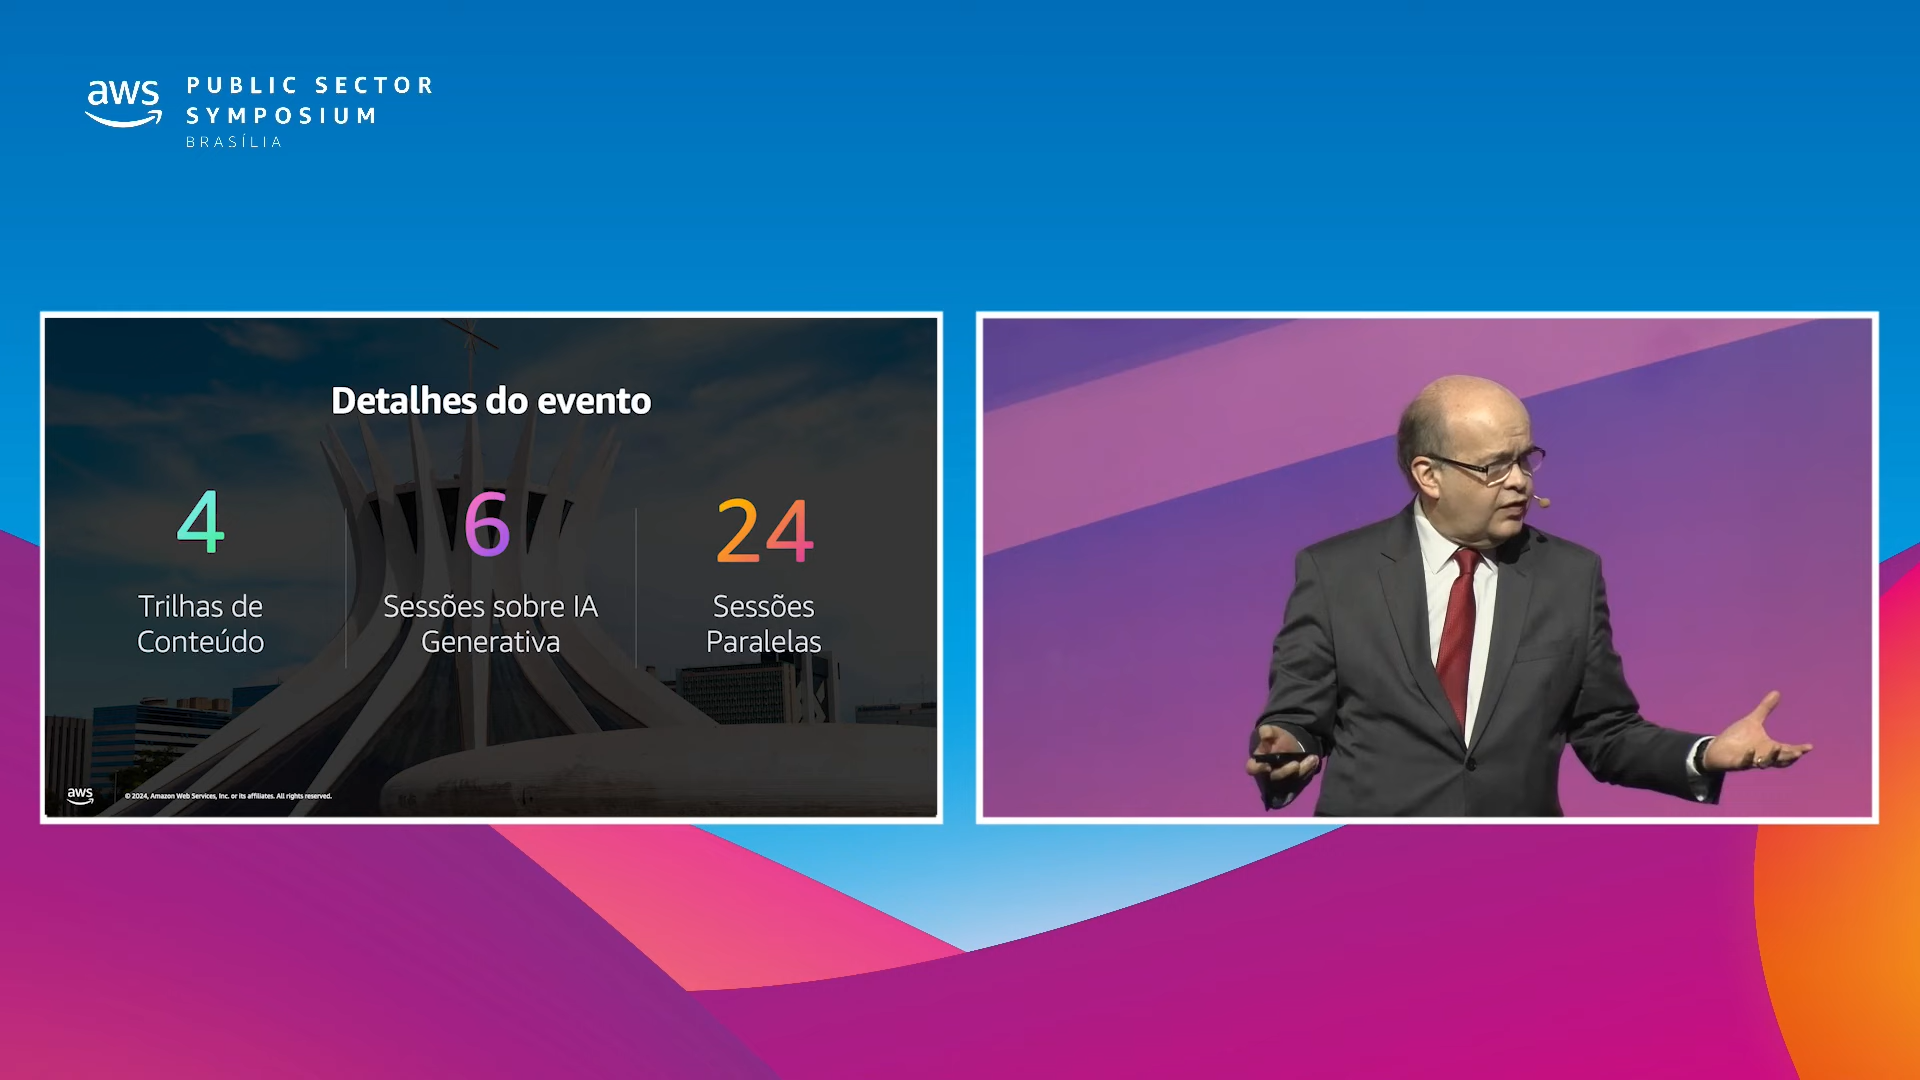 aws
PUBLIC SECTOR
SYMPOSIUM
BRASÍLIA
Detalhes do evento
4
Trilhas de
Conteúdo
6
Sessões sobre IA
Generativa
24
Sessões
Paralelas
aws
© 2024, Amazon Web Services, Inc. or its affiliates. All rights reserved.